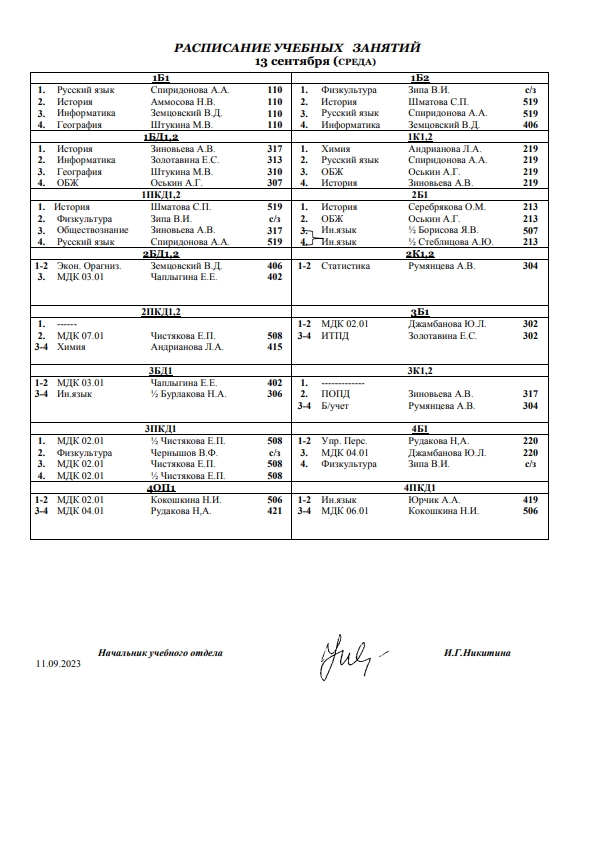 РАСПИСАНИЕ УЧЕБНЫХ ЗАНЯТИЙ
13 сентября (СРЕДА)
1Б1
1. Русский язык Спиридонова А.А. 110
2. История Аммосова Н.В. 110
3. Информатика Земцовский В.Д. 110
4. География Штукина М.В. 110
1Б2
1. Физкультура Зипа В.И. с/з
2. История Шматова С.П. 519
3. Русский язык Спиридонова А.А. 519
4. Информатика Земцовский В.Д. 406
1БД1,2
1. История Зиновьева А.В. 317
2. Информатика Золотавина Е.С. 313
3. География Штукина М.В. 310
4. ОБЖ Оськин А.Г. 307
1К1,2
1. Химия Андрианова Л.А. 219
2. Русский язык Спиридонова А.А. 219
3. ОБЖ Оськин А.Г. 219
4. История Зиновьева А.В. 219
1ПКД1,2
1. История Шматова С.П. 519
2. Физкультура Зипа В.И. с/з
3. Обществознание Зиновьева А.В. 317
4. Русский язык Спиридонова А.А. 519
2Б1
1. История Серебрякова О.М. 213
2. ОБЖ Оськин А.Г. 213
3. Ин.язык ½ Борисова Я.В. 507
4. Ин.язык ½ Стеблицова А.Ю. 213
2БД1,2
1-2 Экон. Орагниз. Земцовский В.Д. 406
3. МДК 03.01 Чаплыгина Е.Е. 402
2К1,2
1-2 Статистика Румянцева А.В. 304
2ПКД1,2
1. ------
2. МДК 07.01 Чистякова Е.П. 508
3-4 Химия Андрианова Л.А. 415
3Б1
1-2 МДК 02.01 Джамбанова Ю.Л. 302
3-4 ИТПД Золотавина Е.С. 302
3БД1
1-2 МДК 03.01 Чаплыгина Е.Е. 402
3-4 Ин.язык ½ Бурлакова Н.А. 306
3К1,2
1. -------------
2. ПОПД Зиновьева А.В. 317
3-4 Б/учет Румянцева А.В. 304
3ПКД1
1. МДК 02.01 ½ Чистякова Е.П. 508
2. Физкультура Чернышов В.Ф. с/з
3. МДК 02.01 Чистякова Е.П. 508
4. МДК 02.01 ½ Чистякова Е.П. 508
4Б1
1-2 Упр. Перс. Рудакова Н,А. 220
3. МДК 04.01 Джамбанова Ю.Л. 220
4. Физкультура Зипа В.И. с/з
4ОП1
1-2 МДК 02.01 Кокошкина Н.И. 506
3-4 МДК 04.01 Рудакова Н,А. 421
4ПКД1
1-2 Ин.язык Юрчик А.А. 419
3-4 МДК 06.01 Кокошкина Н.И. 506
Начальник учебного отдела И.Г.Никитина
11.09.2023